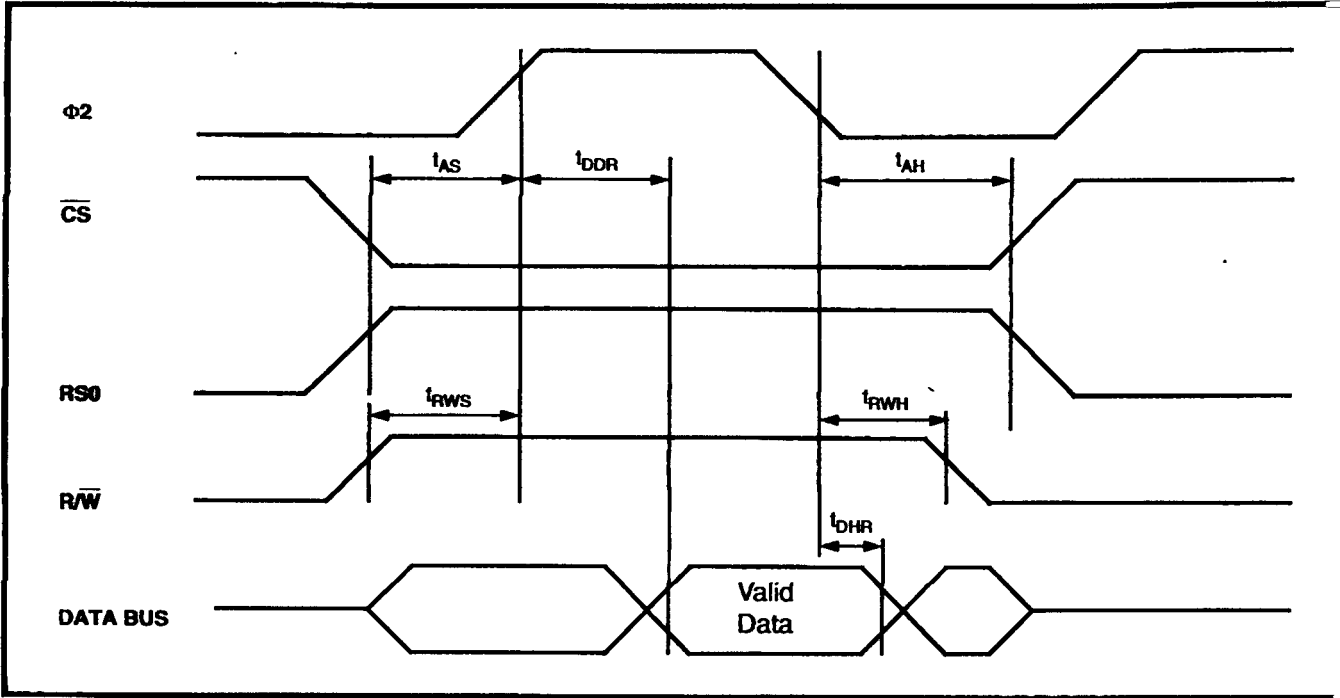 Φ2
tAS
tDDR
tAH
CS
RS0
tRWS
tRWH
R/W
tDHR
DATA BUS
Valid
Data